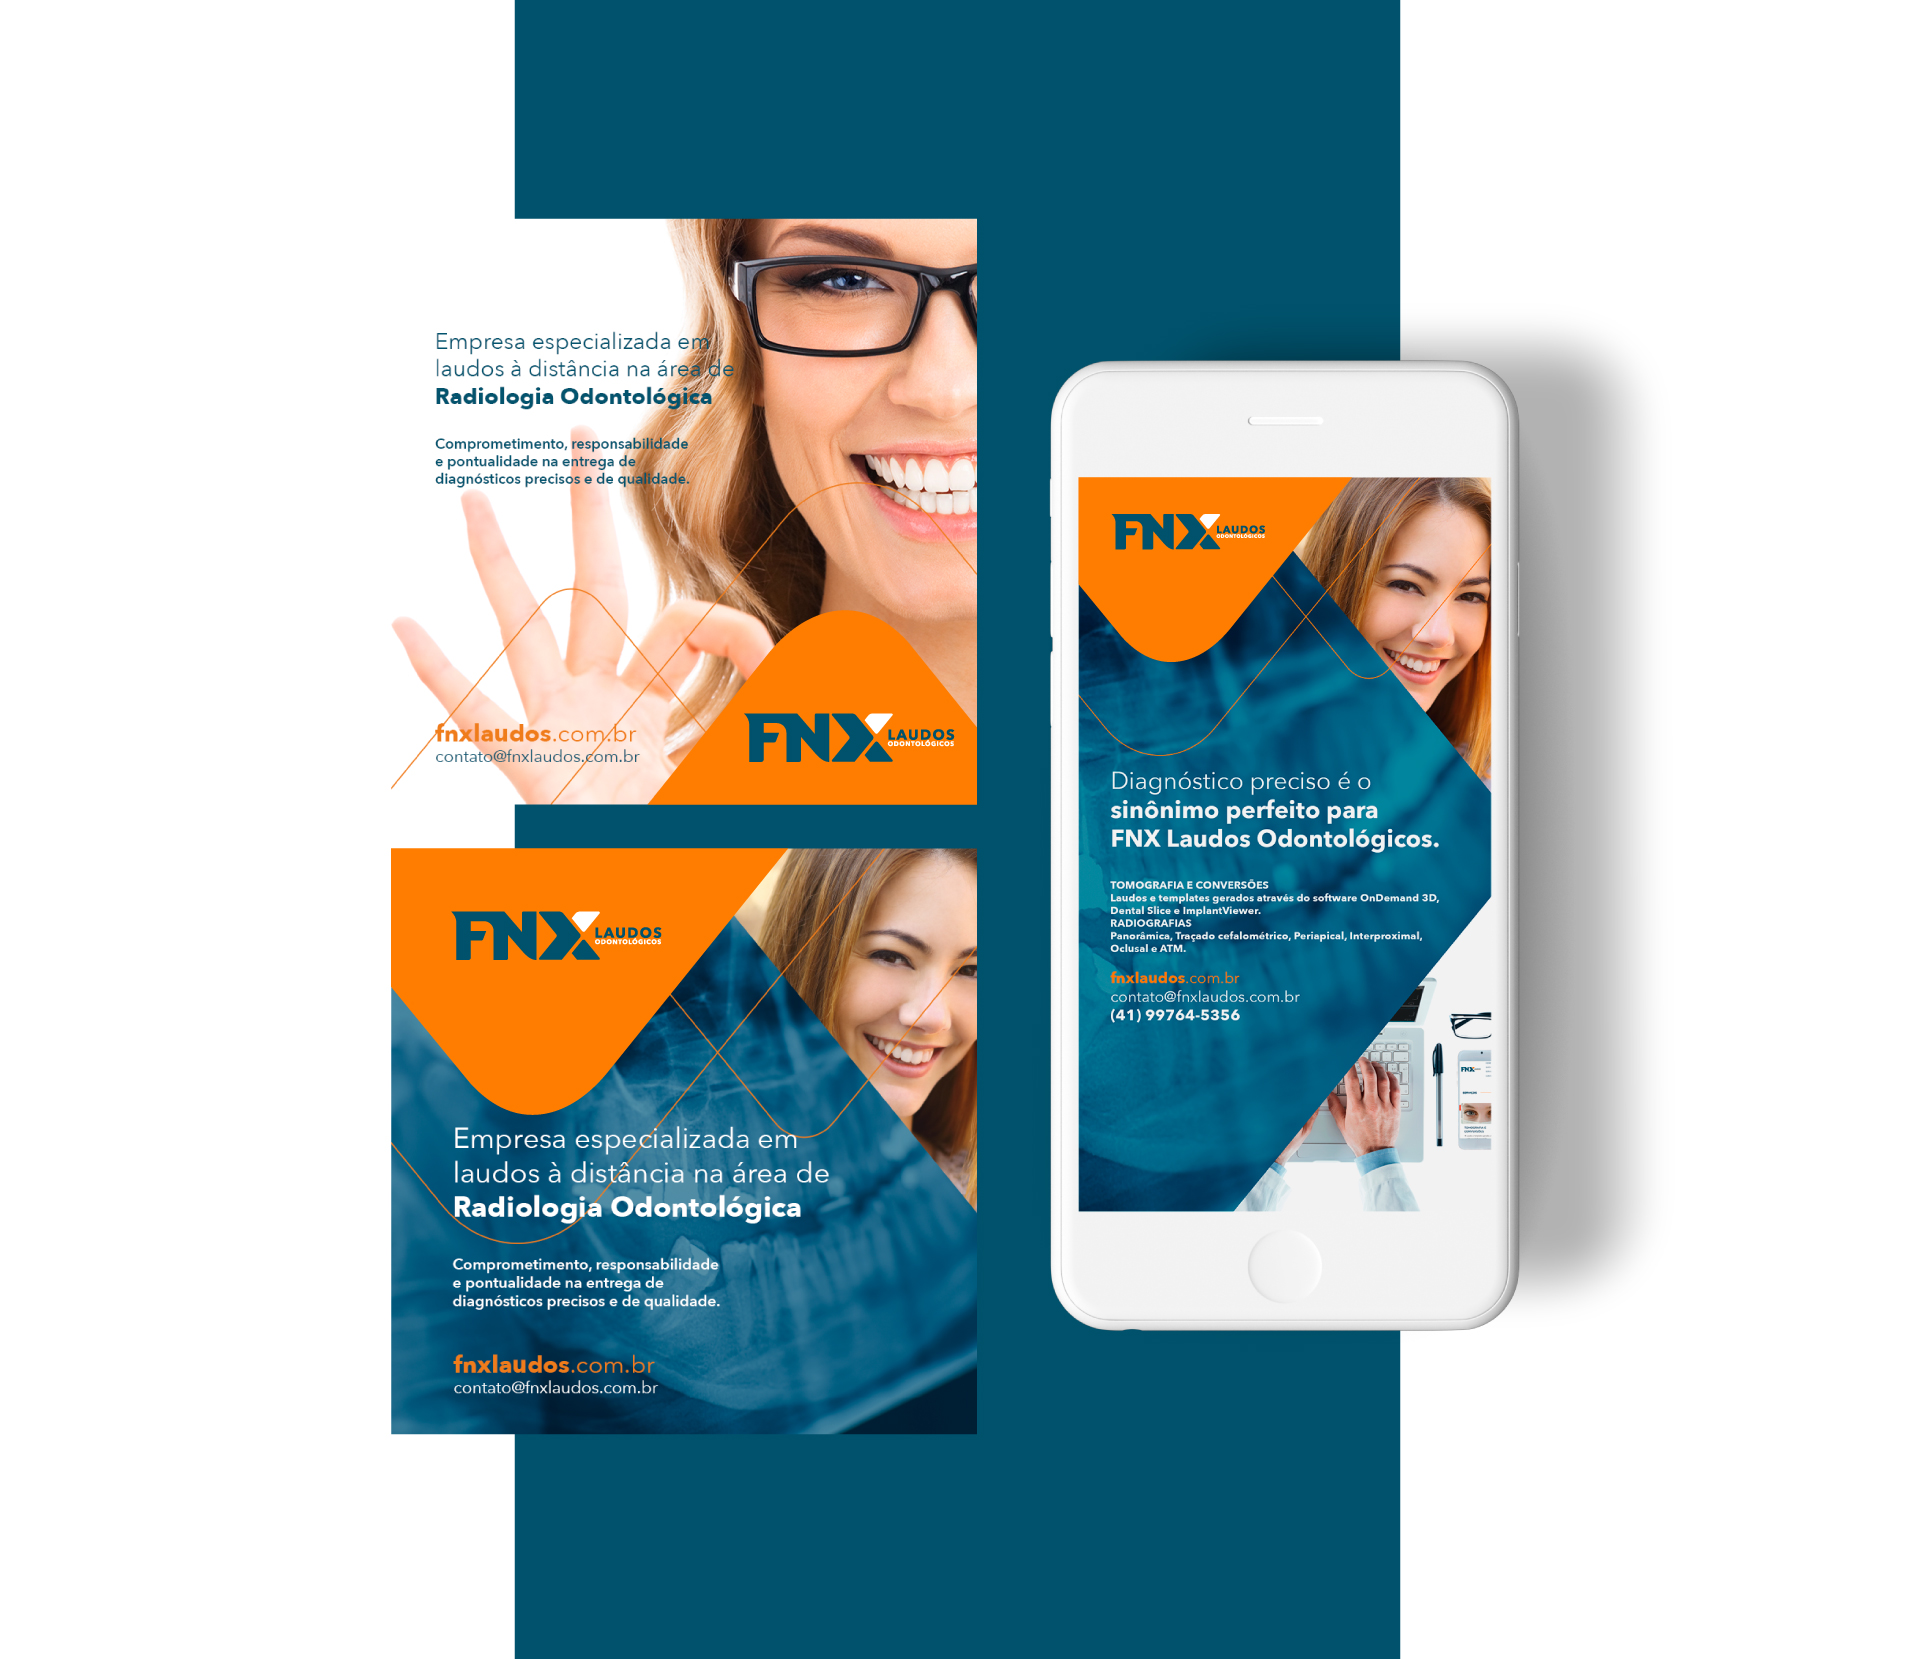 Empresa especializada em
laudos à distância na área de
Radiologia Odontológica
Comprometimento, responsabilidade
e pontualidade na entrega de
diagnósticos precisos e de qualidade.
fnxlaudos.com.br
contato@fnxlaudos.com.br
FNX LAUDOS
ODONTOLÓGICOS
FNX LAUDOS
ODONTOLÓGICOS
Empresa especializada em
laudos à distância na área de
Radiologia Odontológica
Comprometimento, responsabilidade
e pontualidade na entrega de
diagnósticos precisos e de qualidade.
fnxlaudos.com.br
contato@fnxlaudos.com.br
FNX LAUDOS
ODONTOLÓGICOS
Diagnóstico preciso é o
sinônimo perfeito para
FNX Laudos Odontológicos.
TOMOGRAFIA E CONVERSÕES
Laudos e templates gerados através do software OnDemand 3D,
Dental Slice e ImplantViewer.
RADIOGRAFIAS
Panorâmica, Traçado cefalométrico, Periapical, Interproximal,
Oclusal e ATM.
fnxlaudos.com.br
contato@fnxlaudos.com.br
(41) 99764-5356
FNX